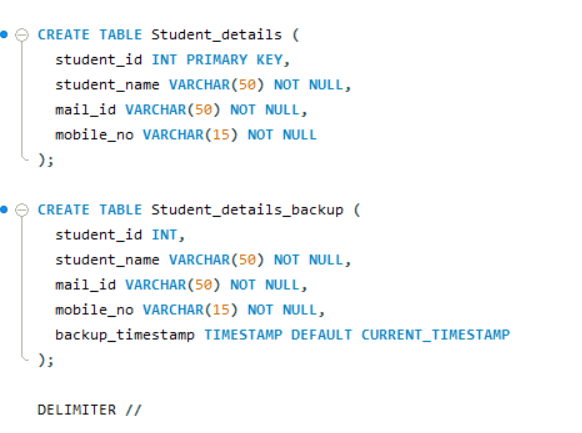 CREATE TABLE Student_details (
student_id INT PRIMARY KEY,
student_name VARCHAR(50) NOT NULL,
mail_id VARCHAR(50) NOT NULL,
mobile_no VARCHAR(15) NOT NULL
);
CREATE TABLE Student_details_backup (
student_id INT,
student_name VARCHAR(50) NOT NULL,
mail_id VARCHAR(50) NOT NULL,
mobile_no VARCHAR(15) NOT NULL,
backup_timestamp TIMESTAMP DEFAULT CURRENT_TIMESTAMP
);
DELIMITER //